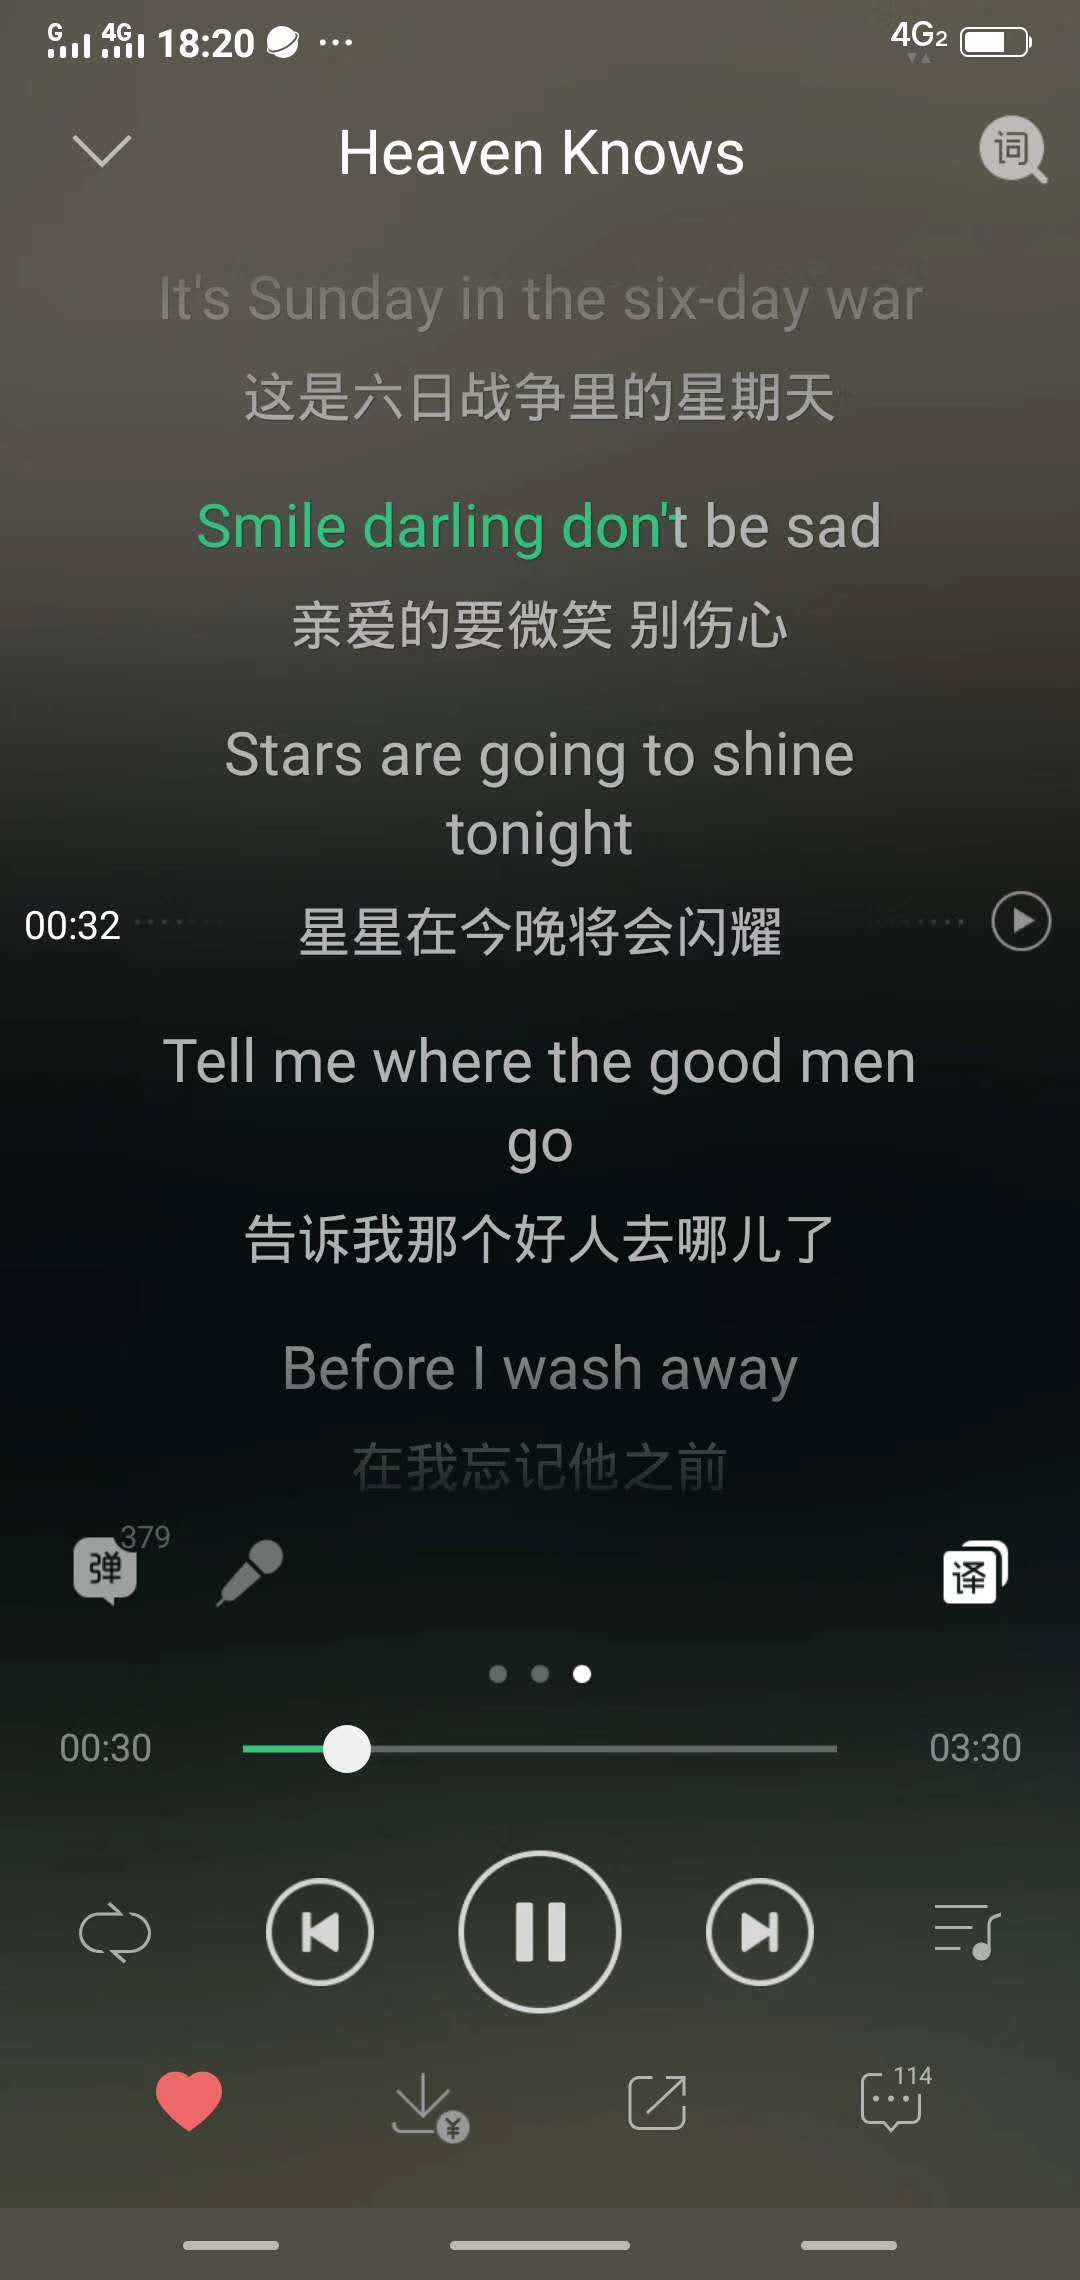 G 4G 18:20 ... 4G2
Heaven Knows 词
It's Sunday in the six-day war
这是六日战争里的星期天
Smile darling don't be sad
亲爱的要微笑 别伤心
Stars are going to shine
tonight
00:32 星星在今晚将会闪耀
Tell me where the good men
go
告诉我那个好人去哪儿了
Before I wash away
在我忘记他之前
弹 379 译
00:30 03:30
¥ 114